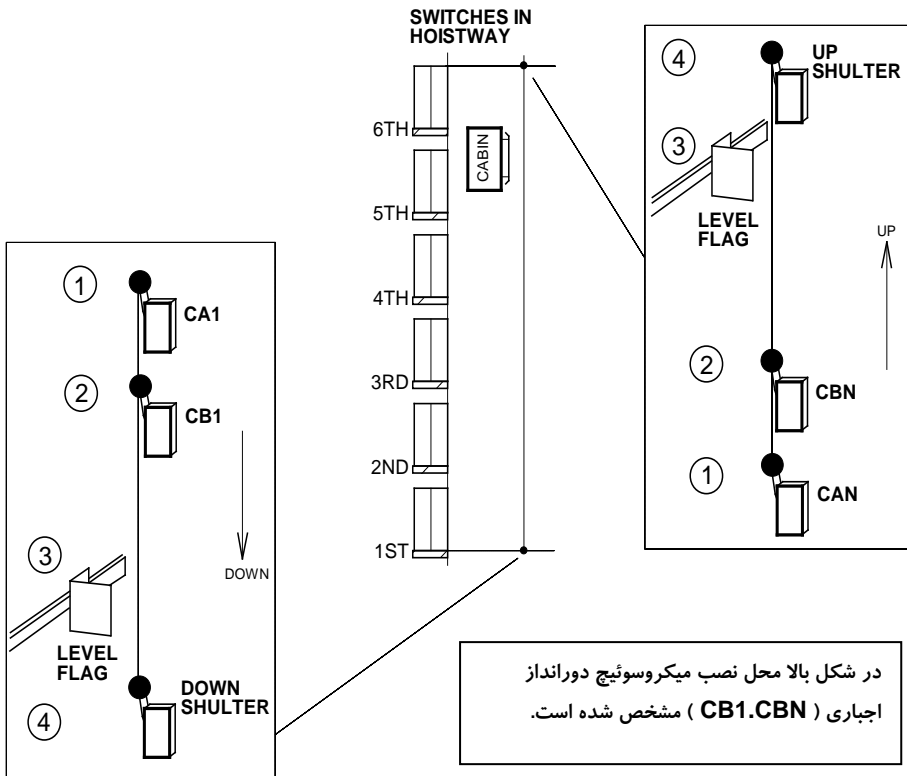 SWITCHES IN
HOISTWAY
6TH
5TH
4TH
3RD
2ND
1ST
CABIN
4
UP
SHULTER
3
LEVEL
FLAG
UP
2
CBN
1
CAN
1
CA1
2
CB1
3
DOWN
LEVEL
FLAG
DOWN
SHULTER
4
در شکل بالا محل نصب میکروسوئیچ دورانداز
اجباری ( CB1.CBN ) مشخص شده است.